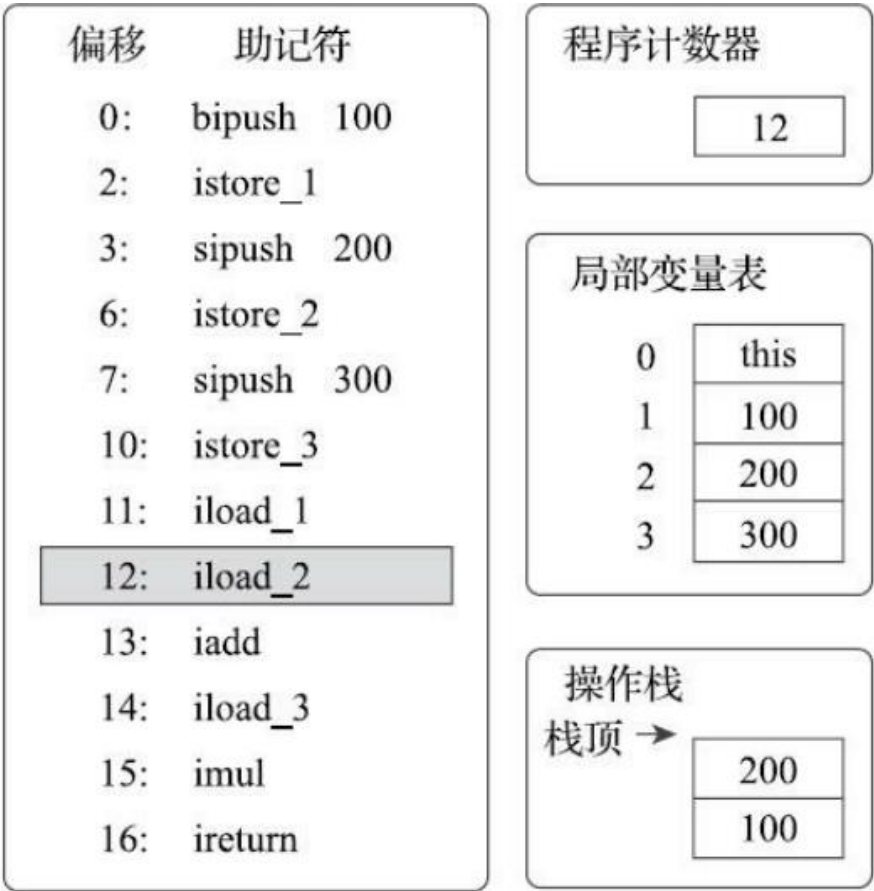 偏移 助记符
0: bipush 100
2: istore_1
3: sipush 200
6: istore_2
7: sipush 300
10: istore_3
11: iload_1
12: iload_2
13: iadd
14: iload_3
15: imul
16: ireturn
程序计数器
12
局部变量表
0 this
1 100
2 200
3 300
操作栈
栈顶
200
100